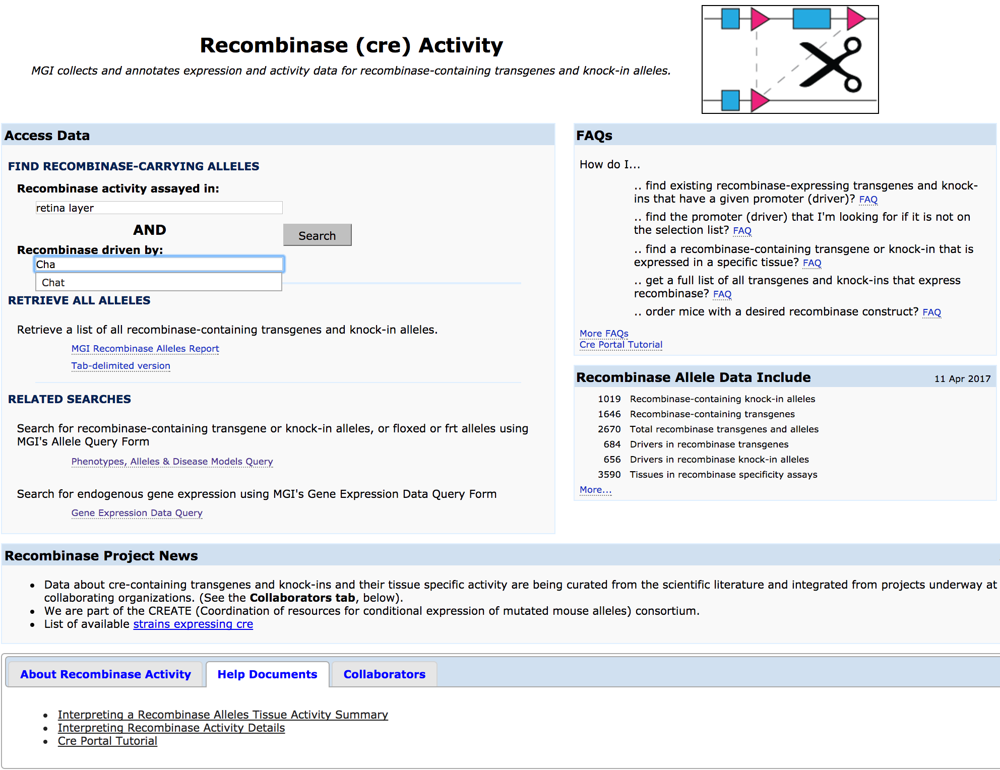 Recombinase (cre) Activity
MGI collects and annotates expression and activity data for recombinase-containing transgenes and knock-in alleles.
Access Data
FIND RECOMBINASE-CARRYING ALLELES
Recombinase activity assayed in:
retina layer
AND
Search
Recombinase driven by:
Cha
Chat
RETRIEVE ALL ALLELES
Retrieve a list of all recombinase-containing transgenes and knock-in alleles.
MGI Recombinase Alleles Report
Tab-delimited version
RELATED SEARCHES
Search for recombinase-containing transgene or knock-in alleles, or floxed or frt alleles using
MGI's Allele Query Form
Phenotypes, Alleles & Disease Models Query
Search for endogenous gene expression using MGI's Gene Expression Data Query Form
Gene Expression Data Query
FAQs
How do I...
.. find existing recombinase-expressing transgenes and knock-
ins that have a given promoter (driver)? FAQ
.. find the promoter (driver) that I'm looking for if it is not on
the selection list? FAQ
.. find a recombinase-containing transgene or knock-in that is
expressed in a specific tissue? FAQ
.. get a full list of all transgenes and knock-ins that express
recombinase? FAQ
.. order mice with a desired recombinase construct? FAQ
More FAQs
Cre Portal Tutorial
Recombinase Allele Data Include 11 Apr 2017
1019 Recombinase-containing knock-in alleles
1646 Recombinase-containing transgenes
2670 Total recombinase transgenes and alleles
684 Drivers in recombinase transgenes
656 Drivers in recombinase knock-in alleles
3590 Tissues in recombinase specificity assays
More...
Recombinase Project News
• Data about cre-containing transgenes and knock-ins and their tissue specific activity are being curated from the scientific literature and integrated from projects underway at
collaborating organizations. (See the Collaborators tab, below).
• We are part of the CREATE (Coordination of resources for conditional expression of mutated mouse alleles) consortium.
• List of available strains expressing cre
About Recombinase Activity Help Documents Collaborators
• Interpreting a Recombinase Alleles Tissue Activity Summary
• Interpreting Recombinase Activity Details
• Cre Portal Tutorial